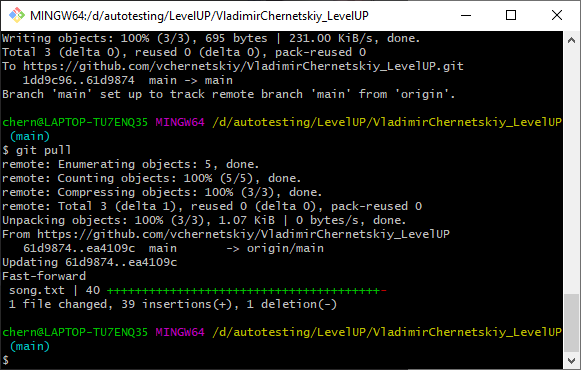 MINGW64:/d/autotesting/LevelUP/VladimirChernetskiy_LevelUP
Writing objects: 100% (3/3), 695 bytes | 231.00 KiB/s, done.
Total 3 (delta 0), reused 0 (delta 0), pack-reused 0
To https://github.com/vchernetskiy/VladimirChernetskiy_LevelUP.git
   1dd9c96..61d9874  main -> main
Branch 'main' set up to track remote branch 'main' from 'origin'.

chern@LAPTOP-TU7ENQ35 MINGW64 /d/autotesting/LevelUP/VladimirChernetskiy_LevelUP
 (main)
$ git pull
remote: Enumerating objects: 5, done.
remote: Counting objects: 100% (5/5), done.
remote: Compressing objects: 100% (3/3), done.
remote: Total 3 (delta 1), reused 0 (delta 0), pack-reused 0
Unpacking objects: 100% (3/3), 1.07 KiB | 0 bytes/s, done.
From https://github.com/vchernetskiy/VladimirChernetskiy_LevelUP
   61d9874..ea4109c  main       -> origin/main
Updating 61d9874..ea4109c
Fast-forward
 song.txt | 40 +++++++++++++++++++++++++++++++++++++++-
 1 file changed, 39 insertions(+), 1 deletion(-)

chern@LAPTOP-TU7ENQ35 MINGW64 /d/autotesting/LevelUP/VladimirChernetskiy_LevelUP
 (main)
$